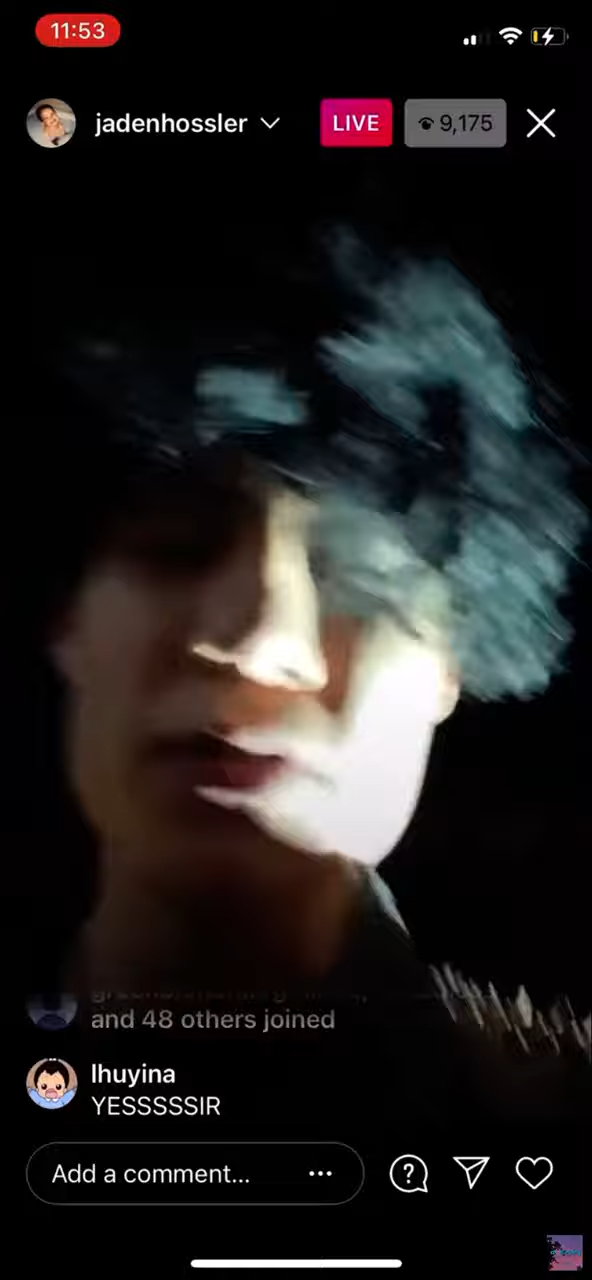 11:53
jadenhossler
LIVE
9,175
and 48 others joined
lhuyina
YESSSSSIR
Add a comment...